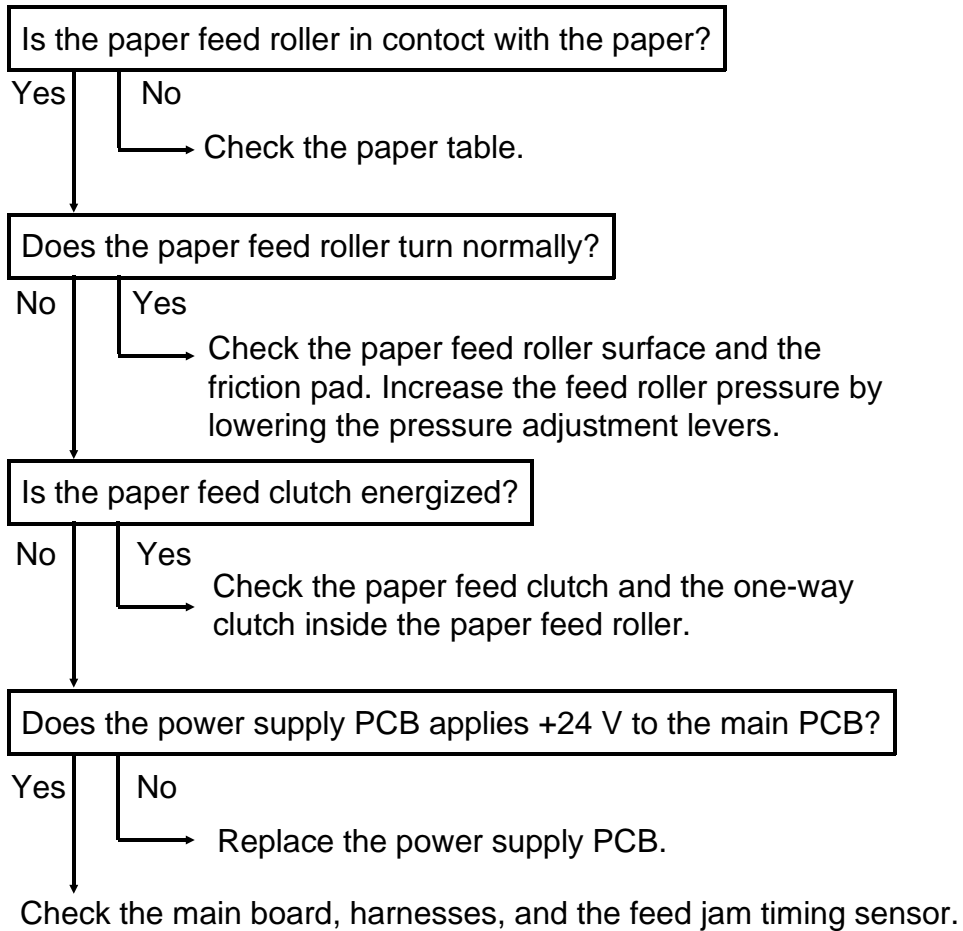 Is the paper feed roller in contoct with the paper?
Yes No
Check the paper table.
Does the paper feed roller turn normally?
No Yes
Check the paper feed roller surface and the
friction pad. Increase the feed roller pressure by
lowering the pressure adjustment levers.
Is the paper feed clutch energized?
No Yes
Check the paper feed clutch and the one-way
clutch inside the paper feed roller.
Does the power supply PCB applies +24 V to the main PCB?
Yes No
Replace the power supply PCB.
Check the main board, harnesses, and the feed jam timing sensor.